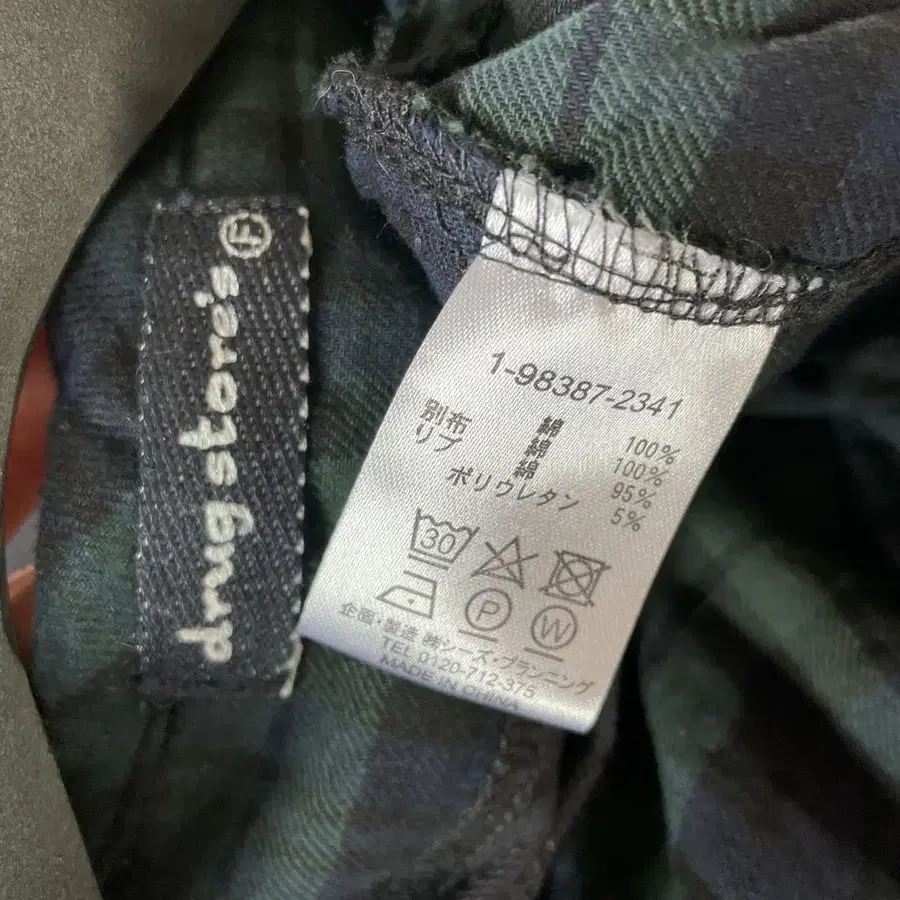 drug store's Ⓕ
1-98387-2341
綿 100%
別布 綿 100%
リブ 綿 95%
ポリウレタン 5%
30
P W
企画・製造 ㈱シーズ・プランニング
TEL 0120-712-375
MADE IN CHINA